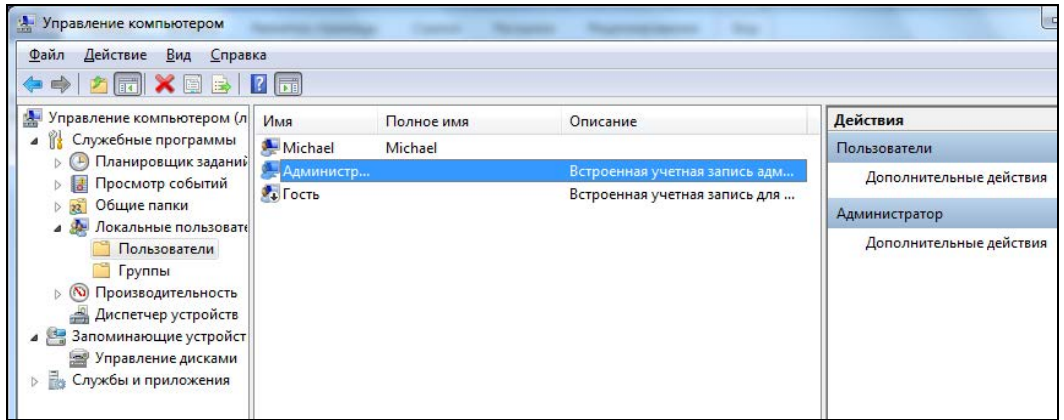 Управление компьютером
Файл Действие Вид Справка
Управление компьютером (л
Служебные программы
Планировщик заданий
Просмотр событий
Общие папки
Локальные пользовате
Пользователи
Группы
Производительность
Диспетчер устройств
Запоминающие устройст
Управление дисками
Службы и приложения
Имя Полное имя Описание
Michael Michael
Администр... Встроенная учетная запись адм...
Гость Встроенная учетная запись для ...
Действия
Пользователи
Дополнительные действия
Администратор
Дополнительные действия